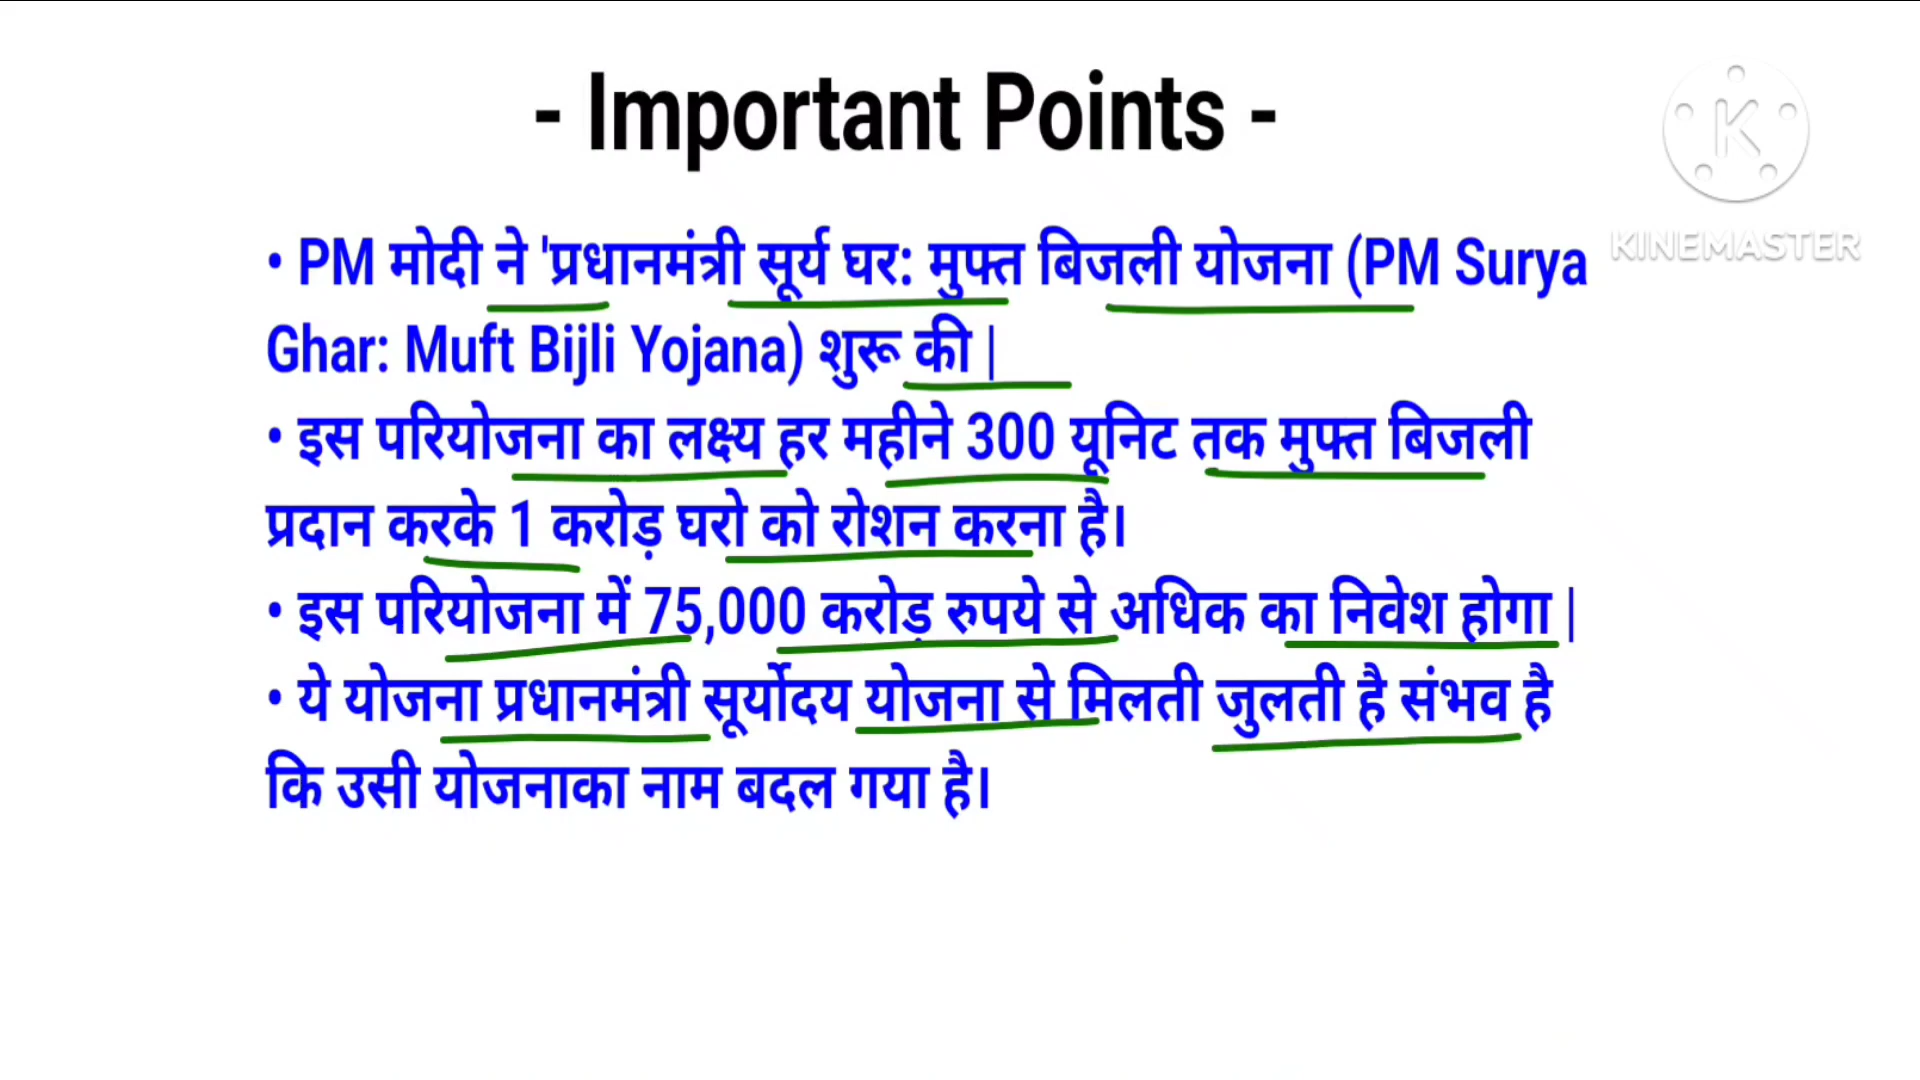 - Important Points -
K
KINEMASTER
• PM मोदी ने 'प्रधानमंत्री सूर्य घर: मुफ्त बिजली योजना (PM Surya
Ghar: Muft Bijli Yojana) शुरू की |
• इस परियोजना का लक्ष्य हर महीने 300 यूनिट तक मुफ्त बिजली
प्रदान करके 1 करोड़ घरो को रोशन करना है।
• इस परियोजना में 75,000 करोड़ रुपये से अधिक का निवेश होगा |
• ये योजना प्रधानमंत्री सूर्योदय योजना से मिलती जुलती है संभव है
कि उसी योजनाका नाम बदल गया है।